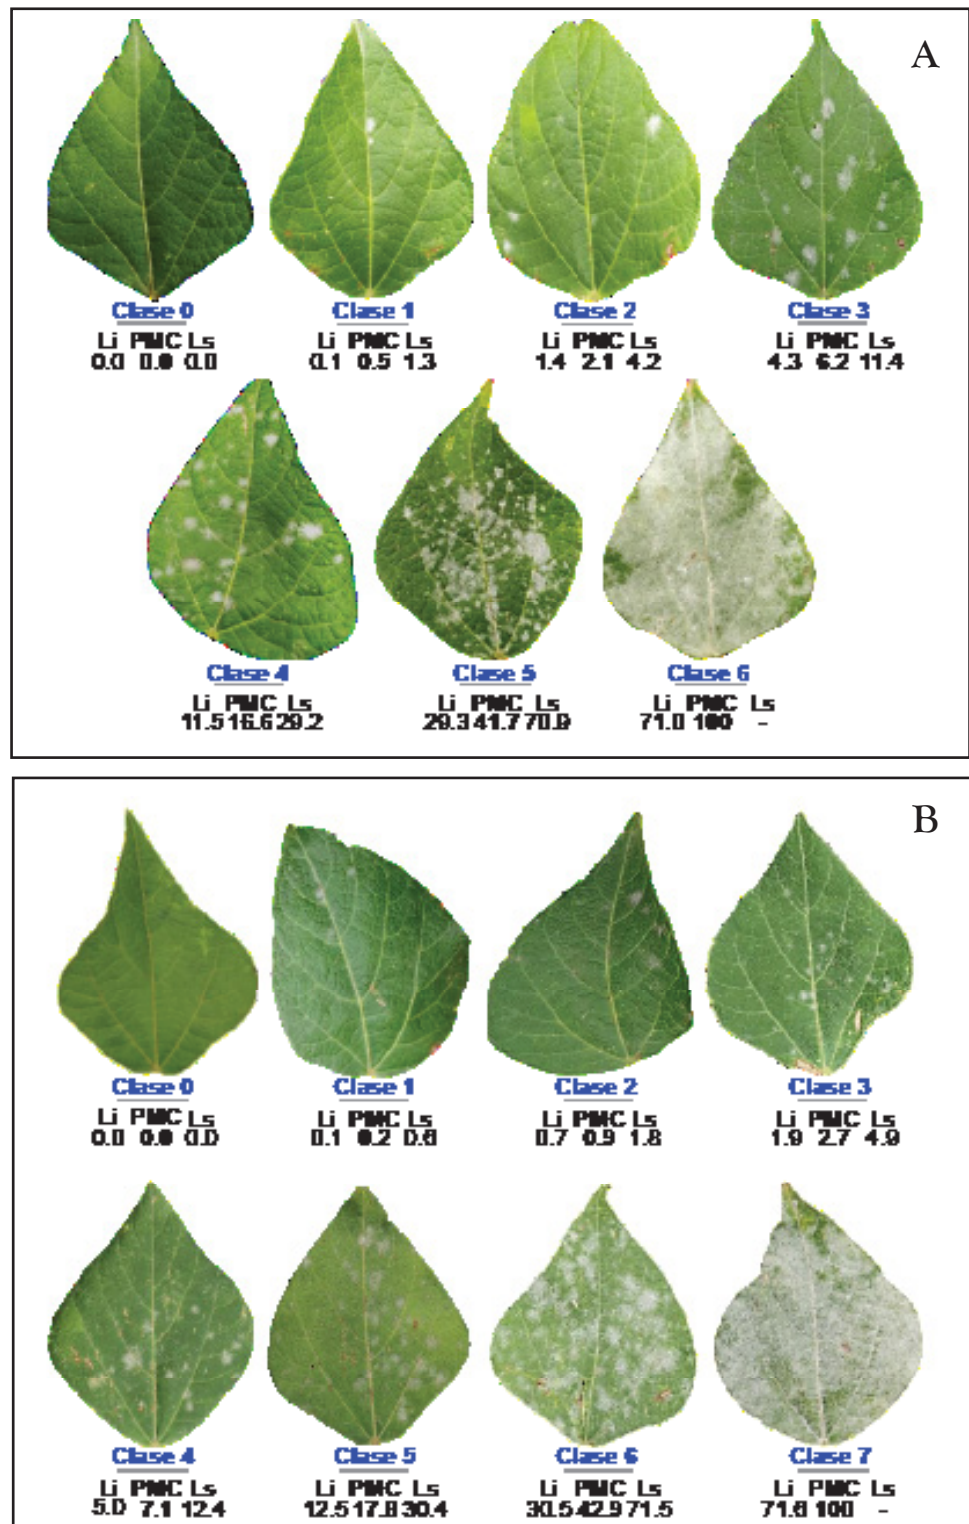 A
Clase 0 Clase 1 Clase 2 Clase 3
Li PMC Ls Li PMC Ls Li PMC Ls Li PMC Ls
0.0 0.0 0.0 0.1 0.5 1.3 1.4 2.1 4.2 4.3 6.2 11.4
Clase 4 Clase 5 Clase 6
Li PMC Ls Li PMC Ls Li PMC Ls
11.5 16.6 29.2 29.3 41.7 70.9 71.0 100 -
B
Clase 0 Clase 1 Clase 2 Clase 3
Li PMC Ls Li PMC Ls Li PMC Ls Li PMC Ls
0.0 0.0 0.0 0.1 0.2 0.6 0.7 0.9 1.8 1.9 2.7 4.9
Clase 4 Clase 5 Clase 6 Clase 7
Li PMC Ls Li PMC Ls Li PMC Ls Li PMC Ls
5.0 7.1 12.4 12.5 17.8 30.4 30.5 42.9 71.5 71.6 100 -